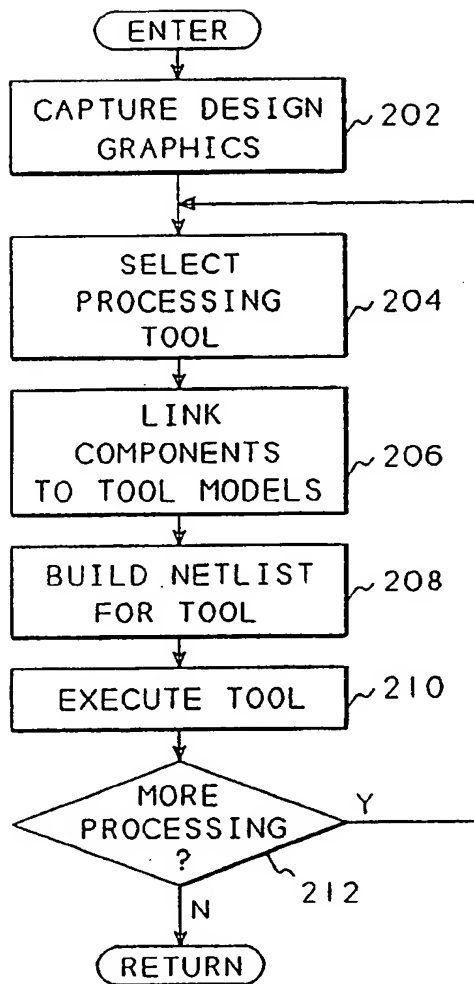 ENTER
CAPTURE DESIGN
GRAPHICS
202
SELECT
PROCESSING
TOOL
204
LINK
COMPONENTS
TO TOOL MODELS
206
BUILD NETLIST
FOR TOOL
208
EXECUTE TOOL
210
MORE
PROCESSING
?
Y
212
N
RETURN